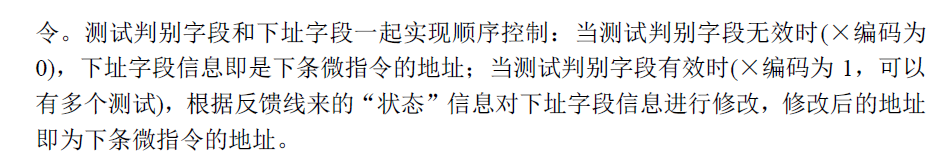 令。测试判别字段和下址字段一起实现顺序控制：当测试判别字段无效时(×编码为
0)，下址字段信息即是下条微指令的地址；当测试判别字段有效时(×编码为 1，可以
有多个测试)，根据反馈线来的“状态”信息对下址字段信息进行修改，修改后的地址
即为下条微指令的地址。